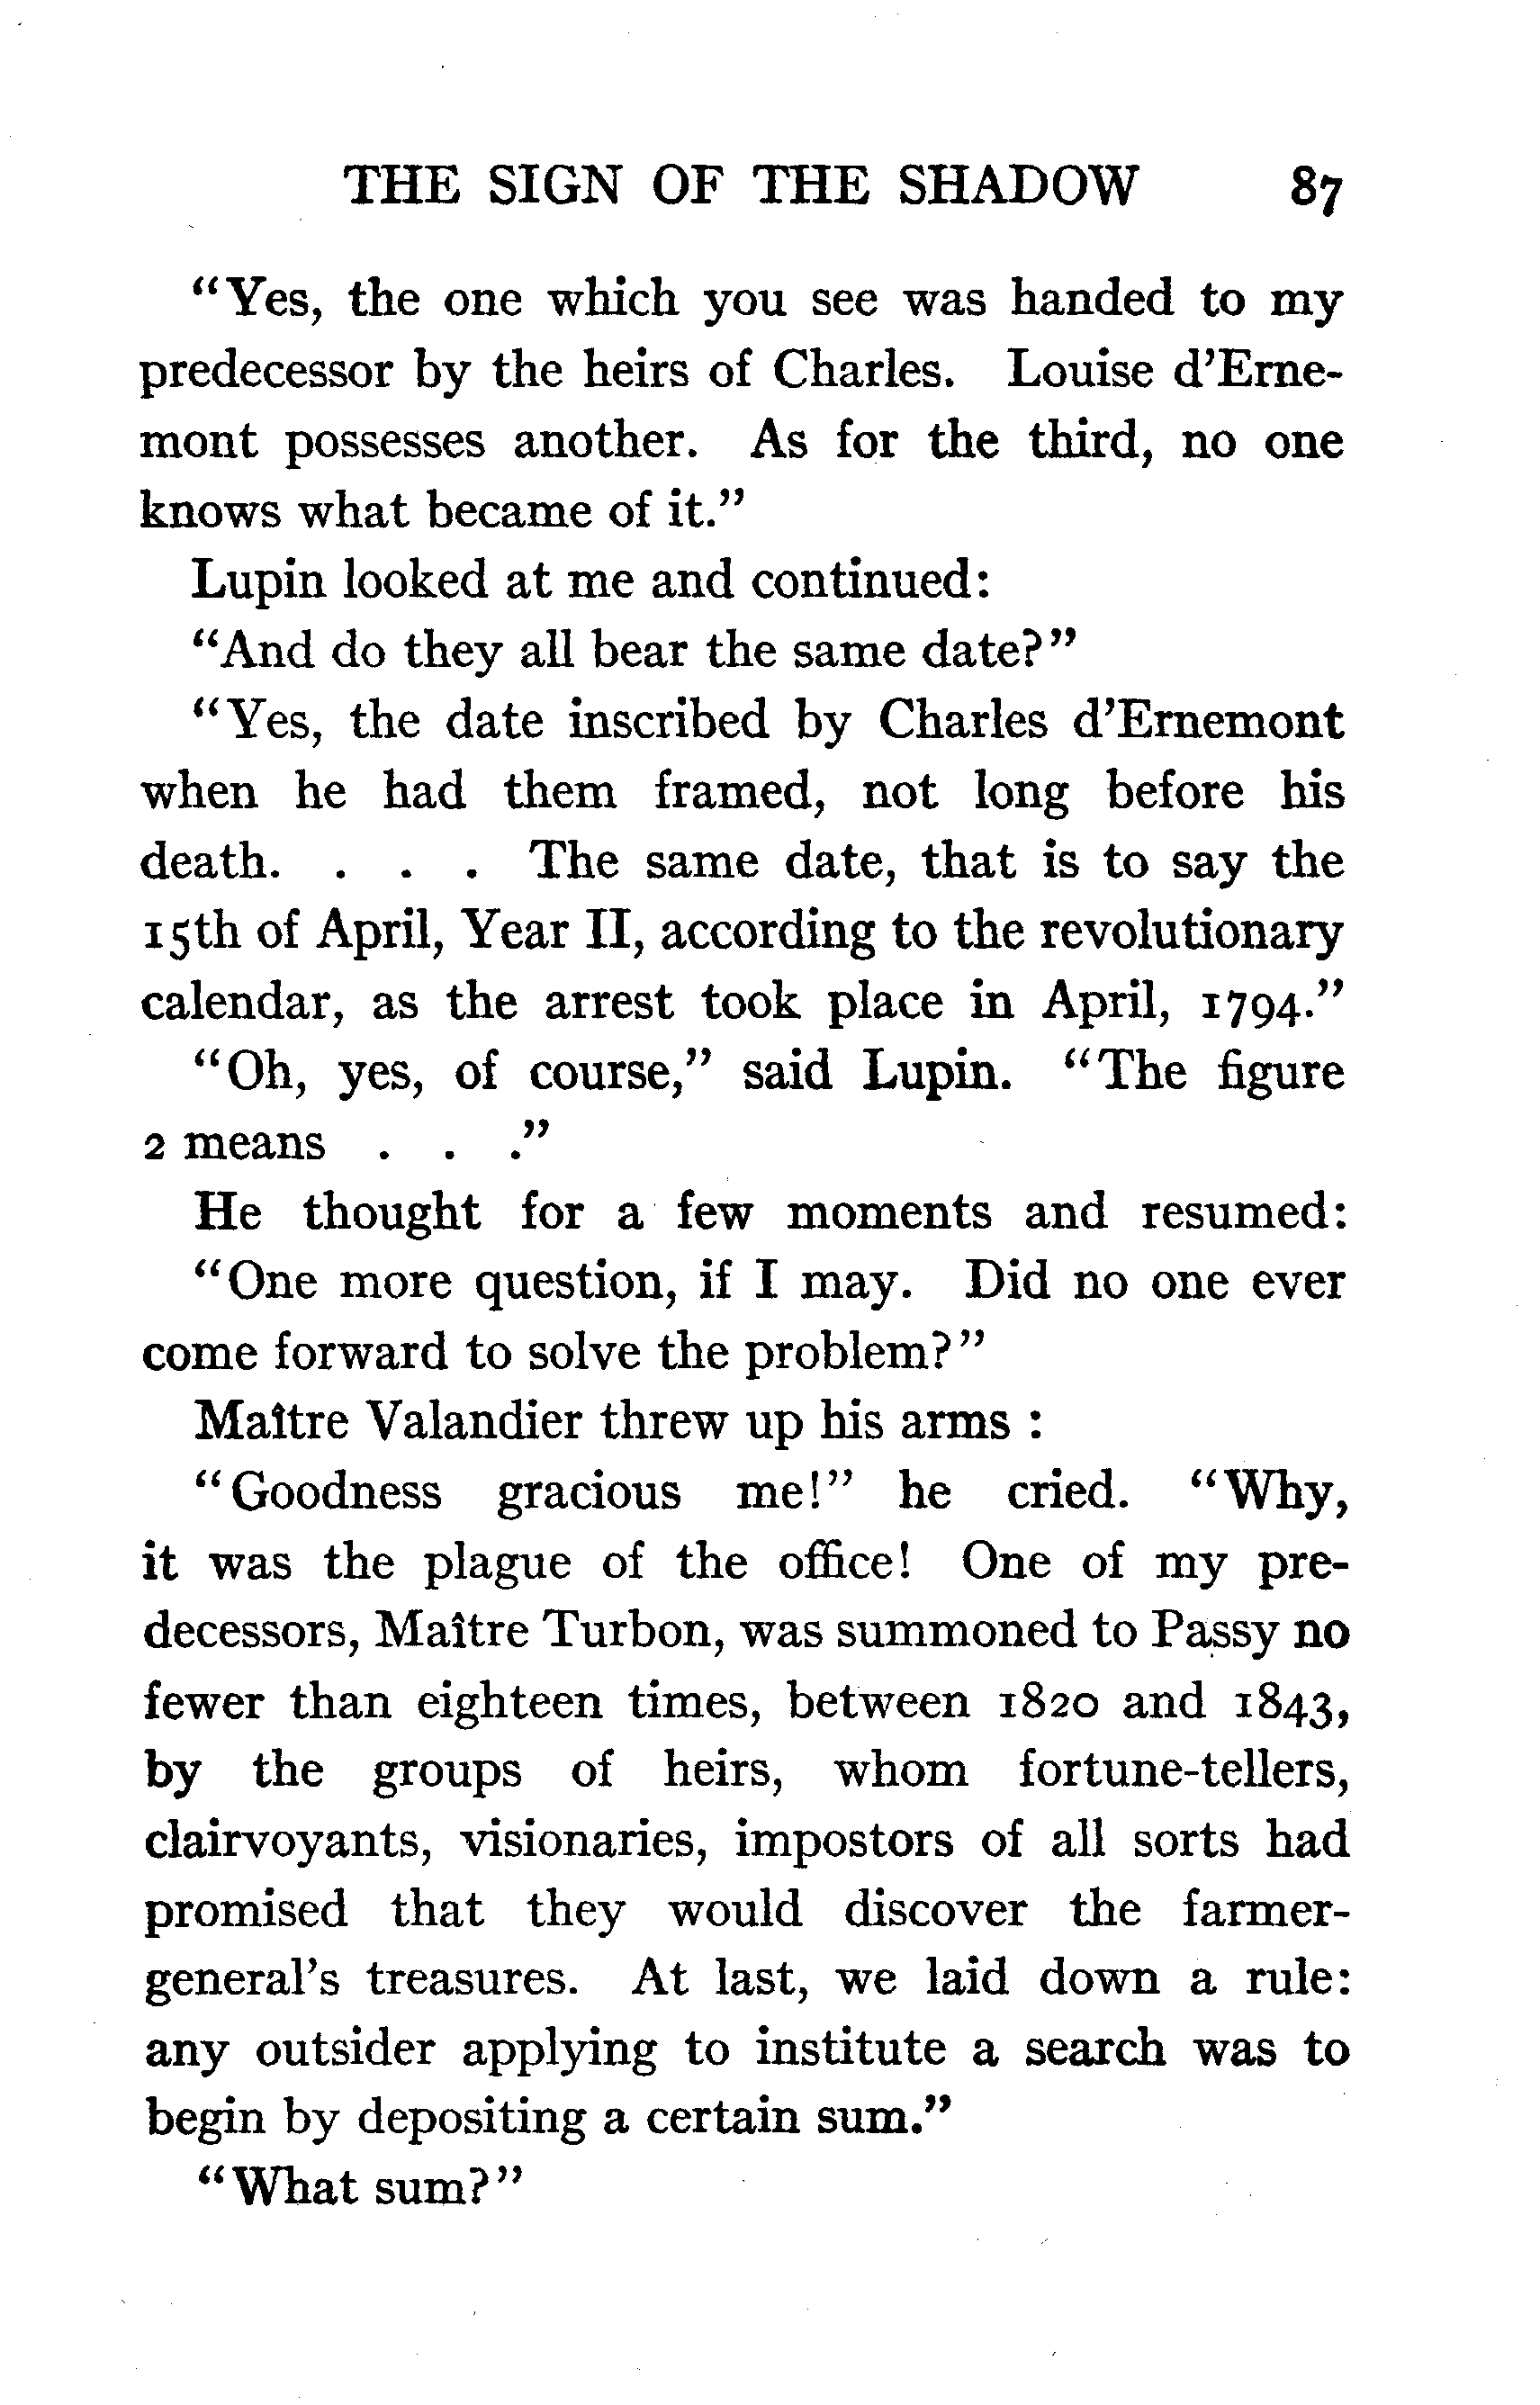 THE SIGN OF THE SHADOW 87
"Yes, the one which you see was handed to my
predecessor by the heirs of Charles. Louise d'Erne-
mont possesses another. As for the third, no one
knows what became of it."
Lupin looked at me and continued:
"And do they all bear the same date?"
"Yes, the date inscribed by Charles d'Ernemont
when he had them framed, not long before his
death. . . . The same date, that is to say the
15th of April, Year II, according to the revolutionary
calendar, as the arrest took place in April, 1794."
"Oh, yes, of course," said Lupin. "The figure
2 means . . ."
He thought for a few moments and resumed:
"One more question, if I may. Did no one ever
come forward to solve the problem?"
Maître Valandier threw up his arms :
"Goodness gracious me!" he cried. "Why,
it was the plague of the office! One of my pre-
decessors, Maître Turbon, was summoned to Passy no
fewer than eighteen times, between 1820 and 1843,
by the groups of heirs, whom fortune-tellers,
clairvoyants, visionaries, impostors of all sorts had
promised that they would discover the farmer-
general's treasures. At last, we laid down a rule:
any outsider applying to institute a search was to
begin by depositing a certain sum."
"What sum?"